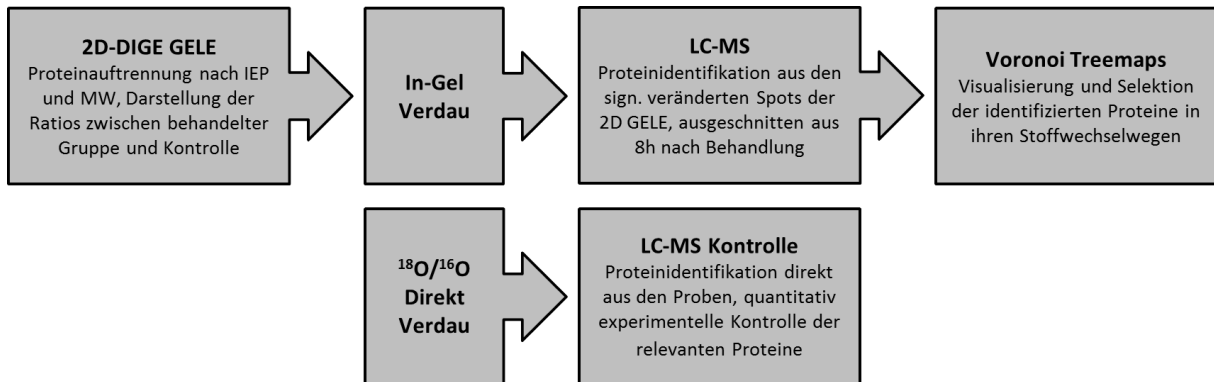 2D-DIGE GELE
Proteinauftrennung nach IEP
und MW, Darstellung der
Ratios zwischen behandelter
Gruppe und Kontrolle
In-Gel
Verdau
LC-MS
Proteinidentifikation aus den
sign. veränderten Spots der
2D GELE, ausgeschnitten aus
8h nach Behandlung
Voronoi Treemaps
Visualisierung und Selektion
der identifizierten Proteine in
ihren Stoffwechselwegen
¹⁸O/¹⁶O
Direkt
Verdau
LC-MS Kontrolle
Proteinidentifikation direkt
aus den Proben, quantitativ
experimentelle Kontrolle der
relevanten Proteine